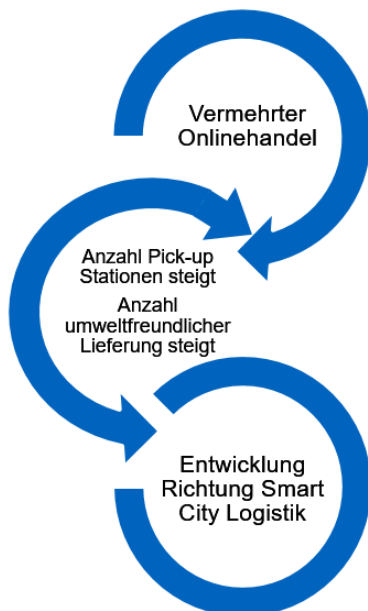 Vermehrter
Onlinehandel
Anzahl Pick-up
Stationen steigt
Anzahl
umweltfreundlicher
Lieferung steigt
Entwicklung
Richtung Smart
City Logistik